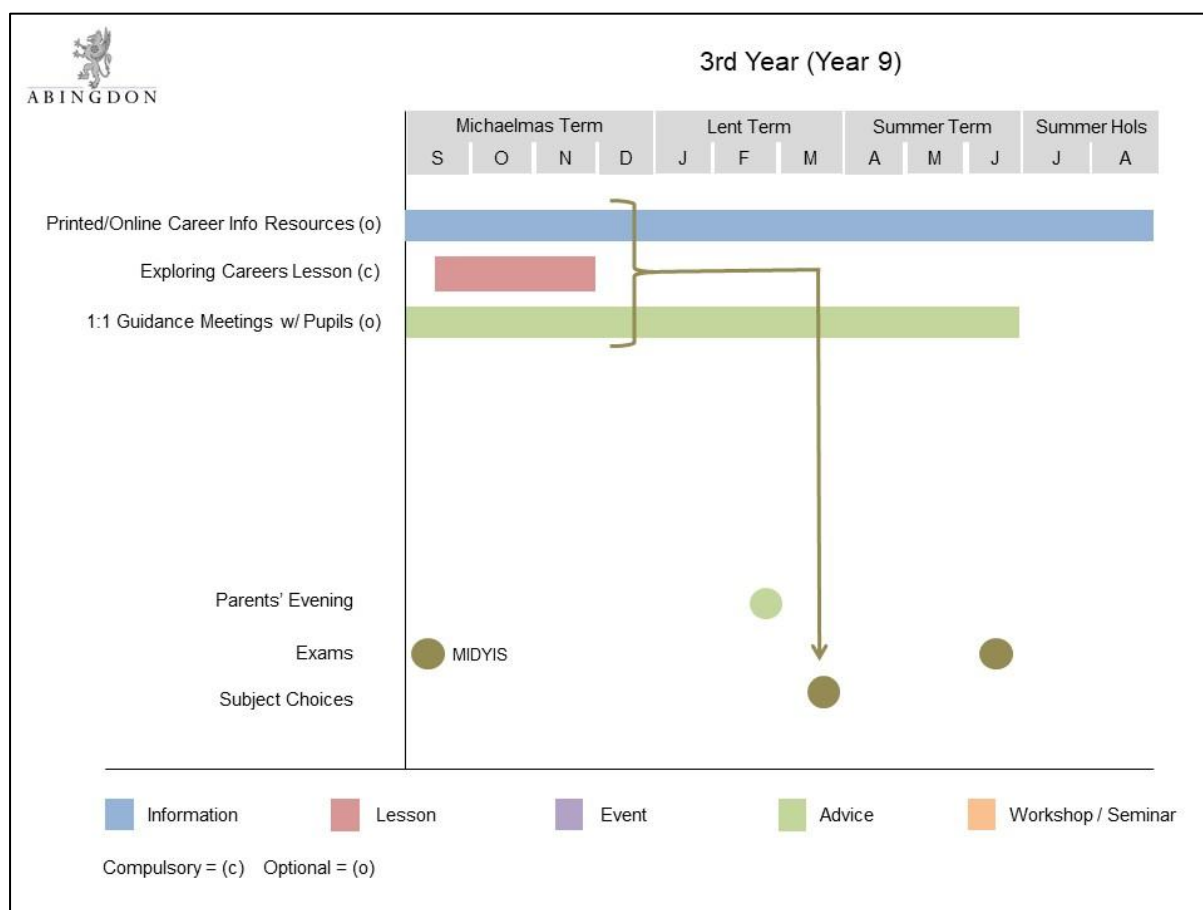 ABINGDON
3rd Year (Year 9)
Michaelmas Term Lent Term Summer Term Summer Hols
S O N D J F M A M J J A
Printed/Online Career Info Resources (o)
Exploring Careers Lesson (c)
1:1 Guidance Meetings w/ Pupils (o)
Parents' Evening
Exams MIDYIS
Subject Choices
Information Lesson Event Advice Workshop / Seminar
Compulsory = (c) Optional = (o)